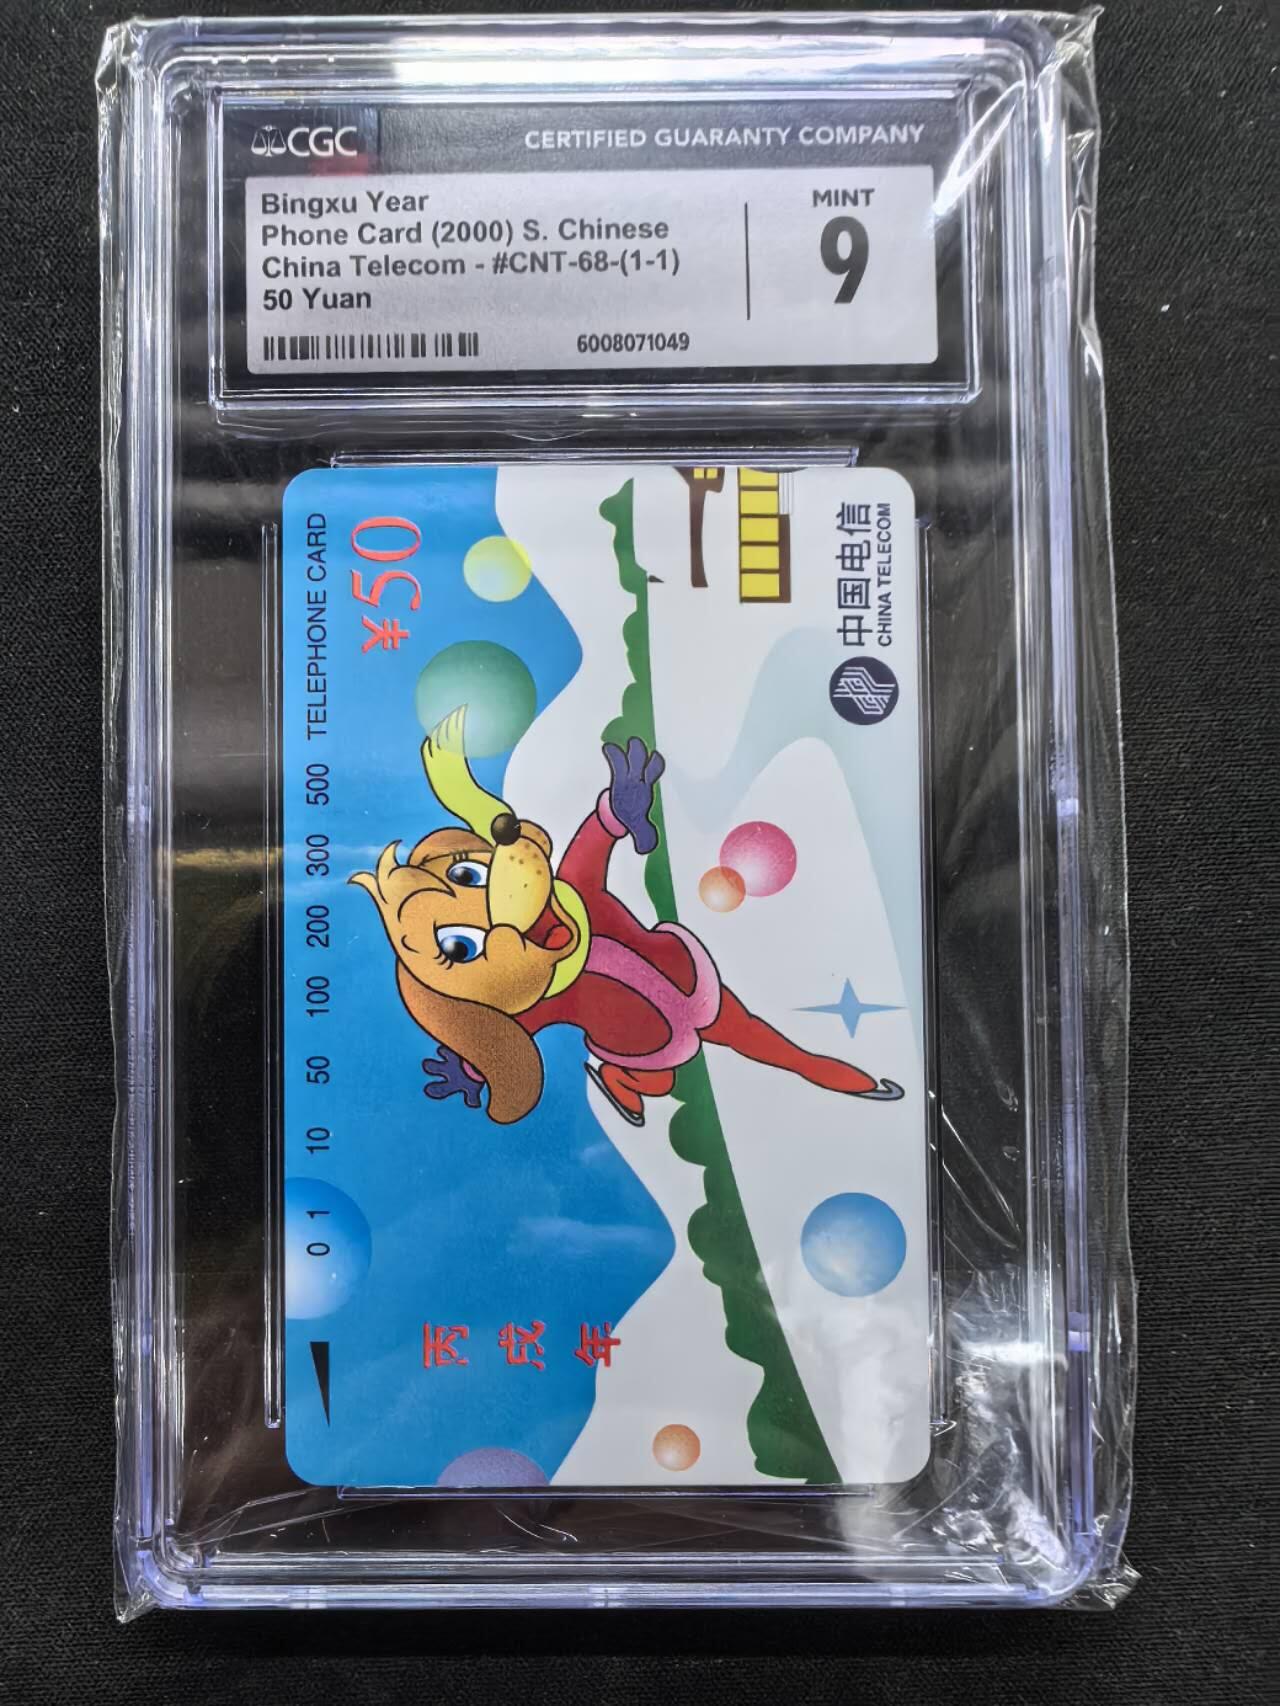 CGC
CERTIFIED GUARANTY COMPANY
Bingxu Year
Phone Card (2000) S. Chinese
China Telecom - #CNT-68-(1-1)
50 Yuan
6008071049
MINT
9
0 1 10 50 100 200 300 500 TELEPHONE CARD
¥50
丙戌年
中国电信
CHINA TELECOM